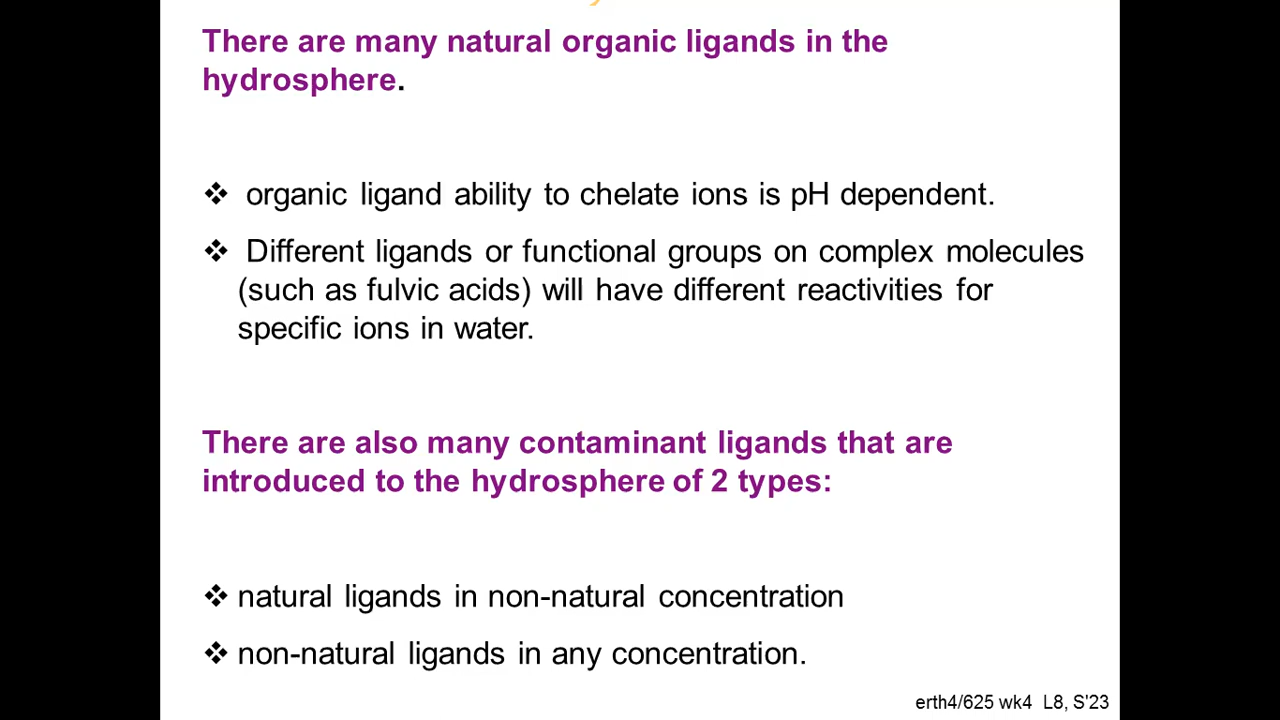 There are many natural organic ligands in the
hydrosphere.
❖ organic ligand ability to chelate ions is pH dependent.
❖ Different ligands or functional groups on complex molecules
(such as fulvic acids) will have different reactivities for
specific ions in water.
There are also many contaminant ligands that are
introduced to the hydrosphere of 2 types:
❖ natural ligands in non-natural concentration
❖ non-natural ligands in any concentration.
erth4/625 wk4 L8, S'23